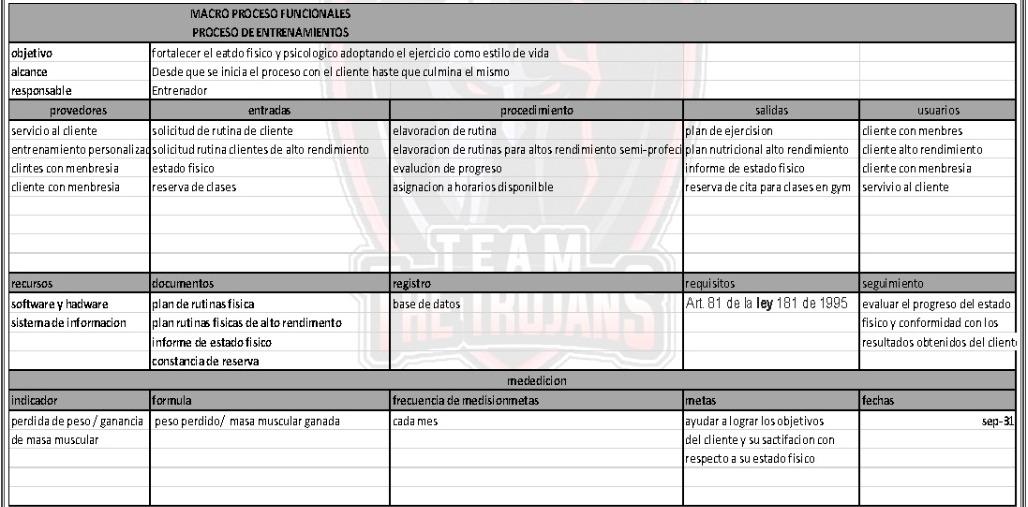 MACRO PROCESO FUNCIONALES
PROCESO DE ENTRENAMIENTOS
objetivo fortalecer el eatdo fisico y psicologico adoptando el ejercicio como estilo de vida
alcance Desde que se inicia el proceso con el cliente haste que culmina el mismo
responsable Entrenador
provedores entradas procedimiento salidas usuarios
servicio al cliente solicitud de rutina de cliente elavoracion de rutina plan de ejercision cliente con menbres
entrenamiento personalizad solicitud rutina clientes de alto rendimiento elavoracion de rutinas para altos rendimiento semi-profeci plan nutricional alto rendimiento cliente alto rendimiento
clintes con menbresia estado fisico evalucion de progreso informe de estado fisico cliente con menbresia
cliente con menbresia reserva de clases asignacion a horarios disponilble reserva de cita para clases en gym servivio al cliente
TEAM
THE TROJANS
recursos documentos registro requisitos seguimiento
software y hadware plan de rutinas fisica base de datos Art. 81 de la ley 181 de 1995 evaluar el progreso del estado
sistema de informacion plan rutinas fisicas de alto rendimento fisico y conformidad con los
informe de estado fisico resultados obtenidos del client
constancia de reserva
mededicion
indicador formula frecuencia de medisionmetas metas fechas
perdida de peso / ganancia peso perdido/ masa muscular ganada cada mes ayudar a lograr los objetivos sep-31
de masa muscular del cliente y su sactifacion con
respecto a su estado fisico